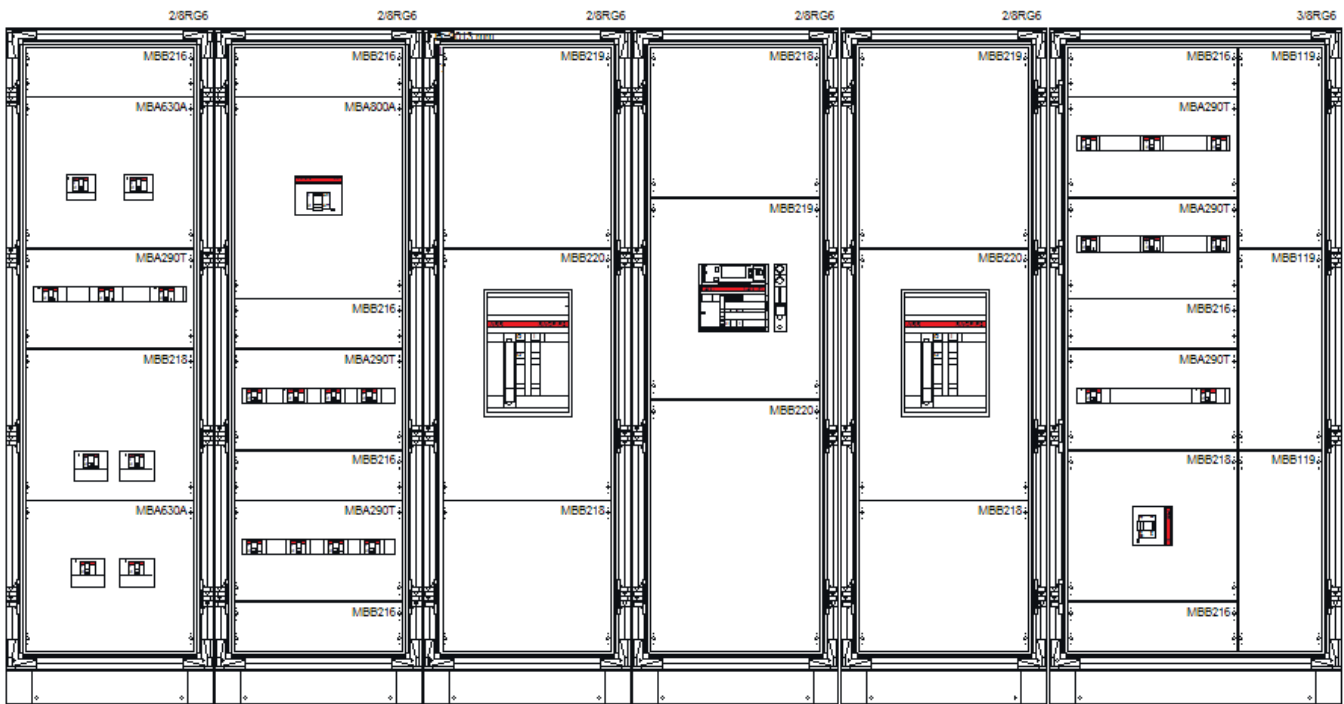 2/8RG6 2/8RG6 2/8RG6 2/8RG6 2/8RG6 3/8RG6
MBB216 MBB216 MBB219 MBB218 MBB219 MBB216 MBB119
MBA630A MBA800A MBA290T
MBB219 MBA290T
MBA290T MBB220 MBB220 MBB119
MBB216 MBB216
MBB218 MBA290T MBA290T
MBB220
MBB216 MBB218 MBB119
MBA630A MBA290T MBB218 MBB218
MBB216 MBB216